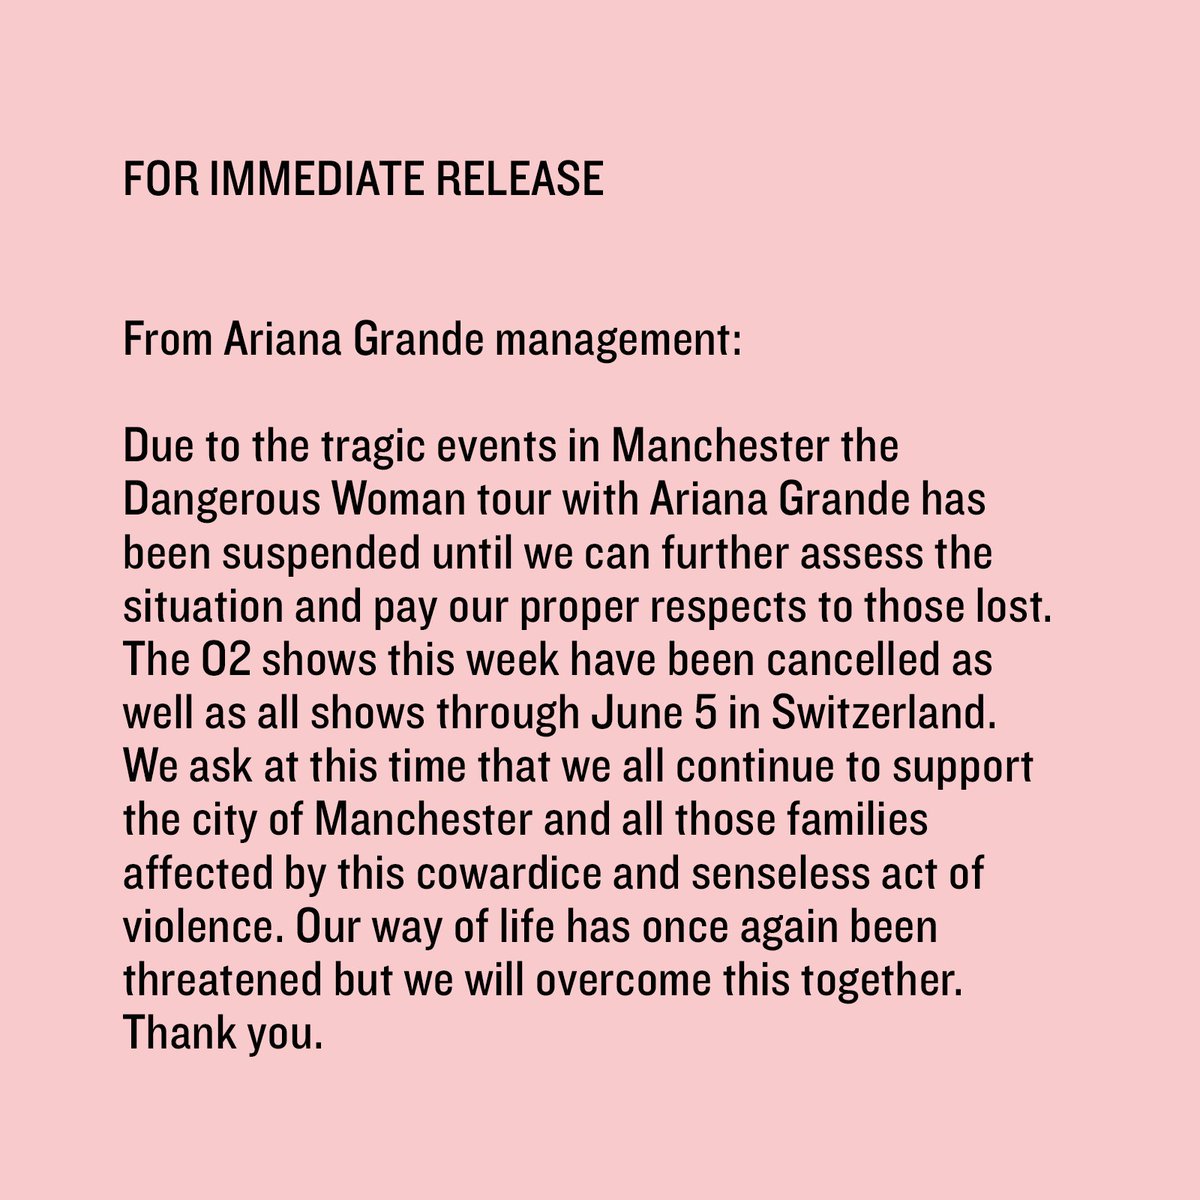 FOR IMMEDIATE RELEASE
From Ariana Grande management:
Due to the tragic events in Manchester the
Dangerous Woman tour with Ariana Grande has
been suspended until we can further assess the
situation and pay our proper respects to those lost.
The O2 shows this week have been cancelled as
well as all shows through June 5 in Switzerland.
We ask at this time that we all continue to support
the city of Manchester and all those families
affected by this cowardice and senseless act of
violence. Our way of life has once again been
threatened but we will overcome this together.
Thank you.